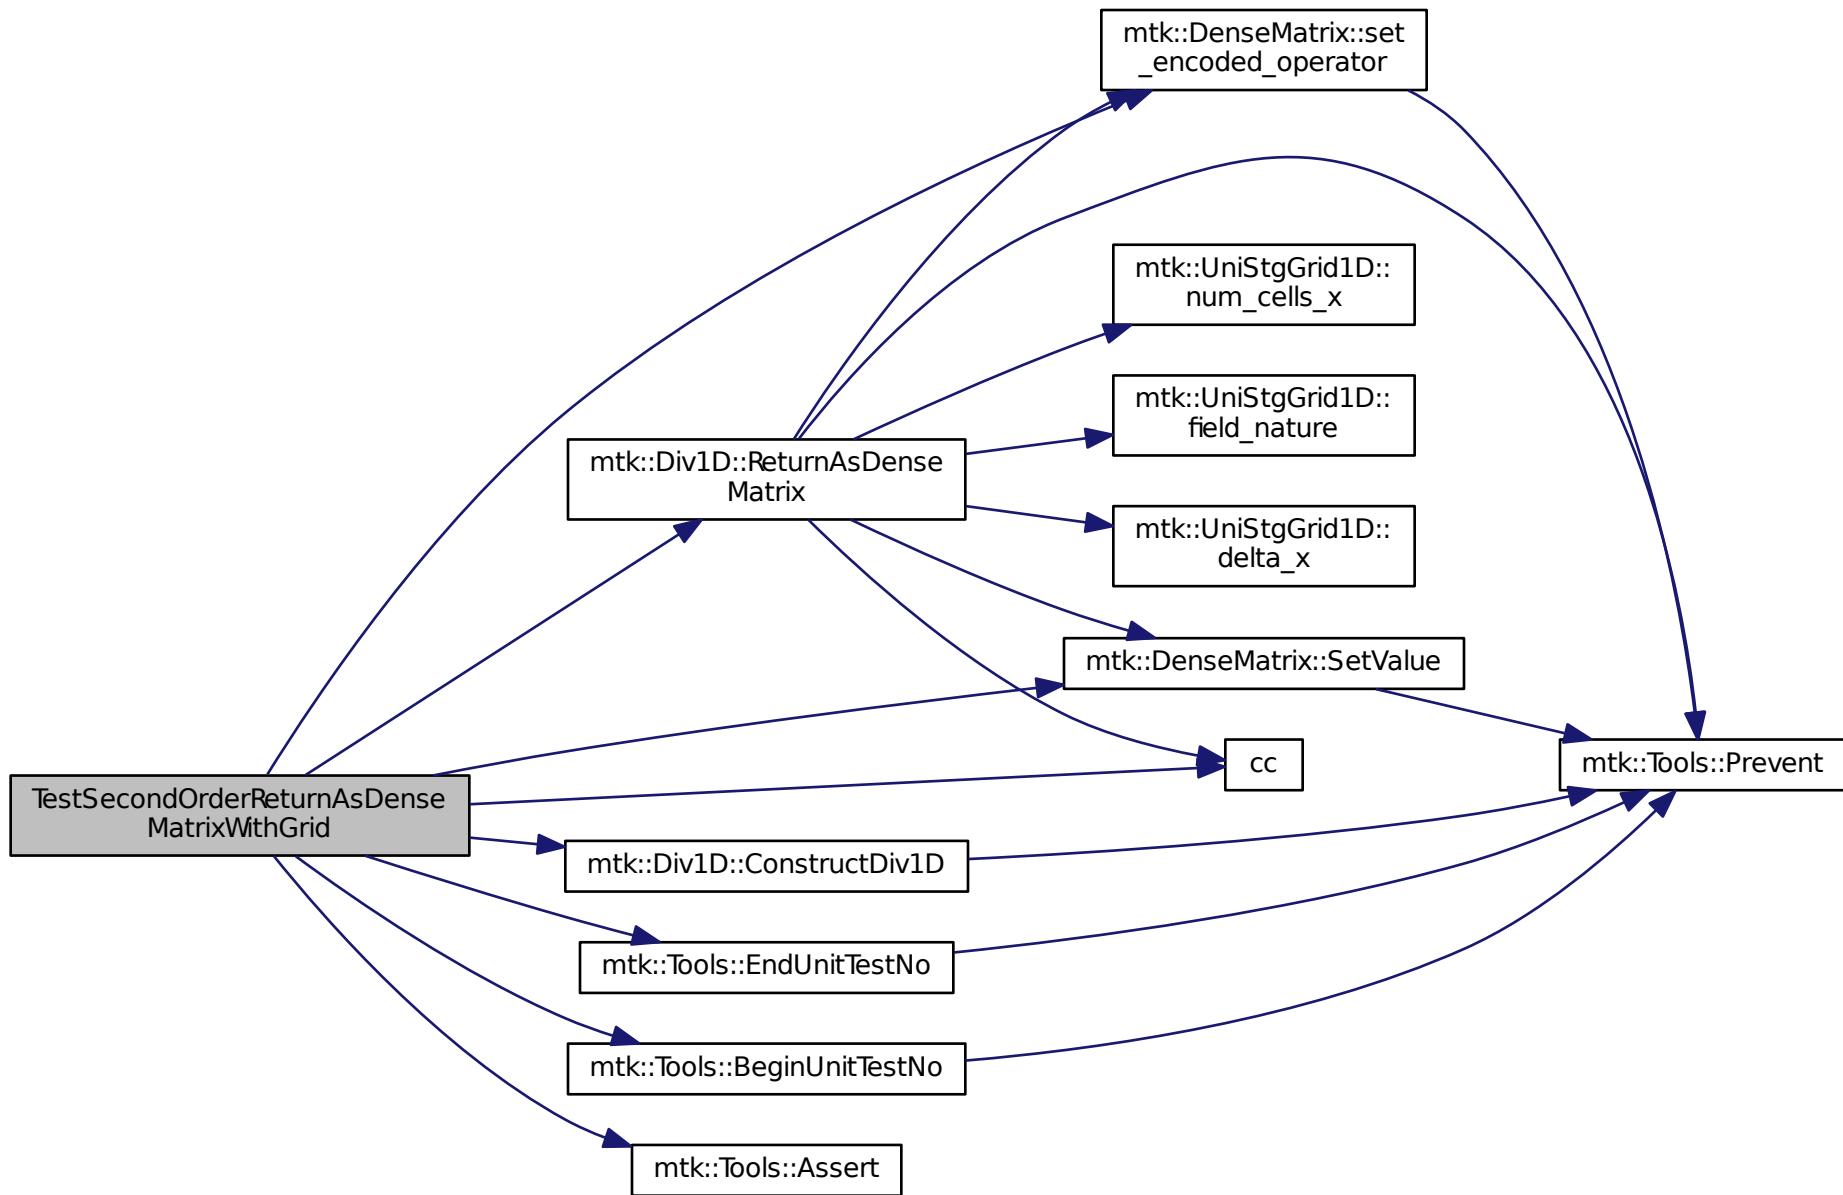 mtk::DenseMatrix::set
_encoded_operator
mtk::UniStgGrid1D::
num_cells_x
mtk::UniStgGrid1D::
field_nature
mtk::Div1D::ReturnAsDense
Matrix
mtk::UniStgGrid1D::
delta_x
mtk::DenseMatrix::SetValue
cc
mtk::Tools::Prevent
TestSecondOrderReturnAsDense
MatrixWithGrid
mtk::Div1D::ConstructDiv1D
mtk::Tools::EndUnitTestNo
mtk::Tools::BeginUnitTestNo
mtk::Tools::Assert